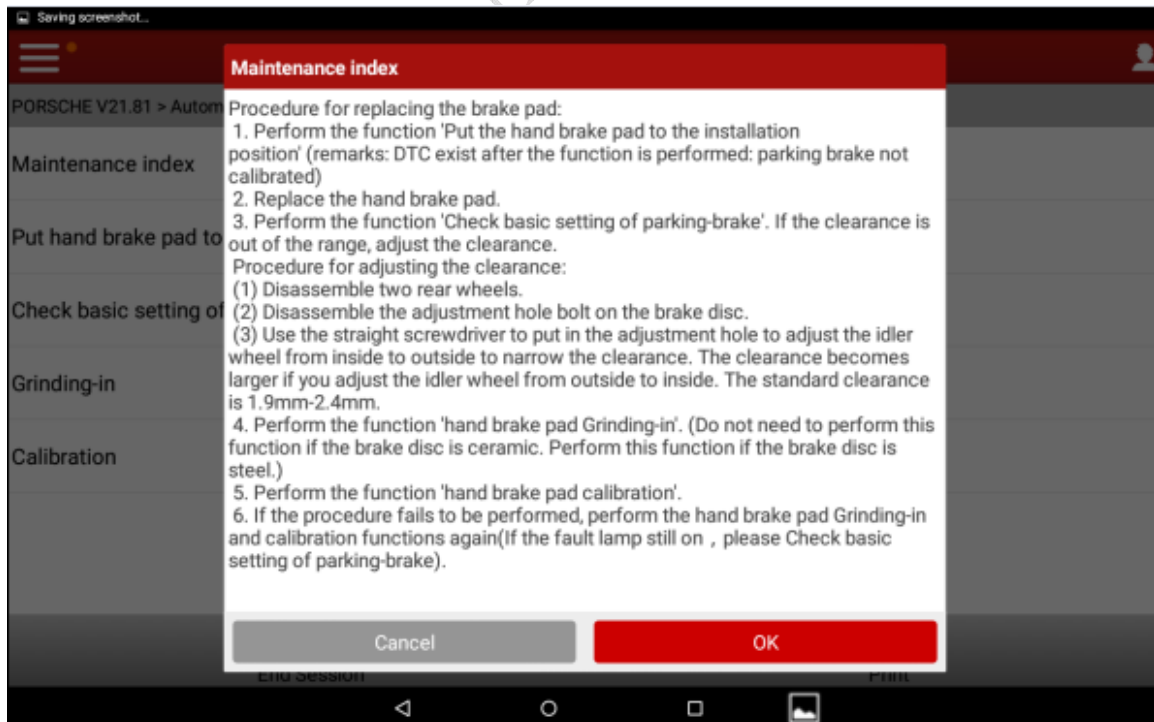 Saving screenshot...
Maintenance index
PORSCHE V21.81 > Autom
Procedure for replacing the brake pad:
1. Perform the function 'Put the hand brake pad to the installation
position' (remarks: DTC exist after the function is performed: parking brake not
calibrated)
2. Replace the hand brake pad.
3. Perform the function 'Check basic setting of parking-brake'. If the clearance is
out of the range, adjust the clearance.
Procedure for adjusting the clearance:
(1) Disassemble two rear wheels.
(2) Disassemble the adjustment hole bolt on the brake disc.
(3) Use the straight screwdriver to put in the adjustment hole to adjust the idler
wheel from inside to outside to narrow the clearance. The clearance becomes
larger if you adjust the idler wheel from outside to inside. The standard clearance
is 1.9mm-2.4mm.
4. Perform the function 'hand brake pad Grinding-in'. (Do not need to perform this
function if the brake disc is ceramic. Perform this function if the brake disc is
steel.)
5. Perform the function 'hand brake pad calibration'.
6. If the procedure fails to be performed, perform the hand brake pad Grinding-in
and calibration functions again(If the fault lamp still on , please Check basic
setting of parking-brake).
Maintenance index
Put hand brake pad to
Check basic setting of
Grinding-in
Calibration
Cancel
OK
End Session
Print